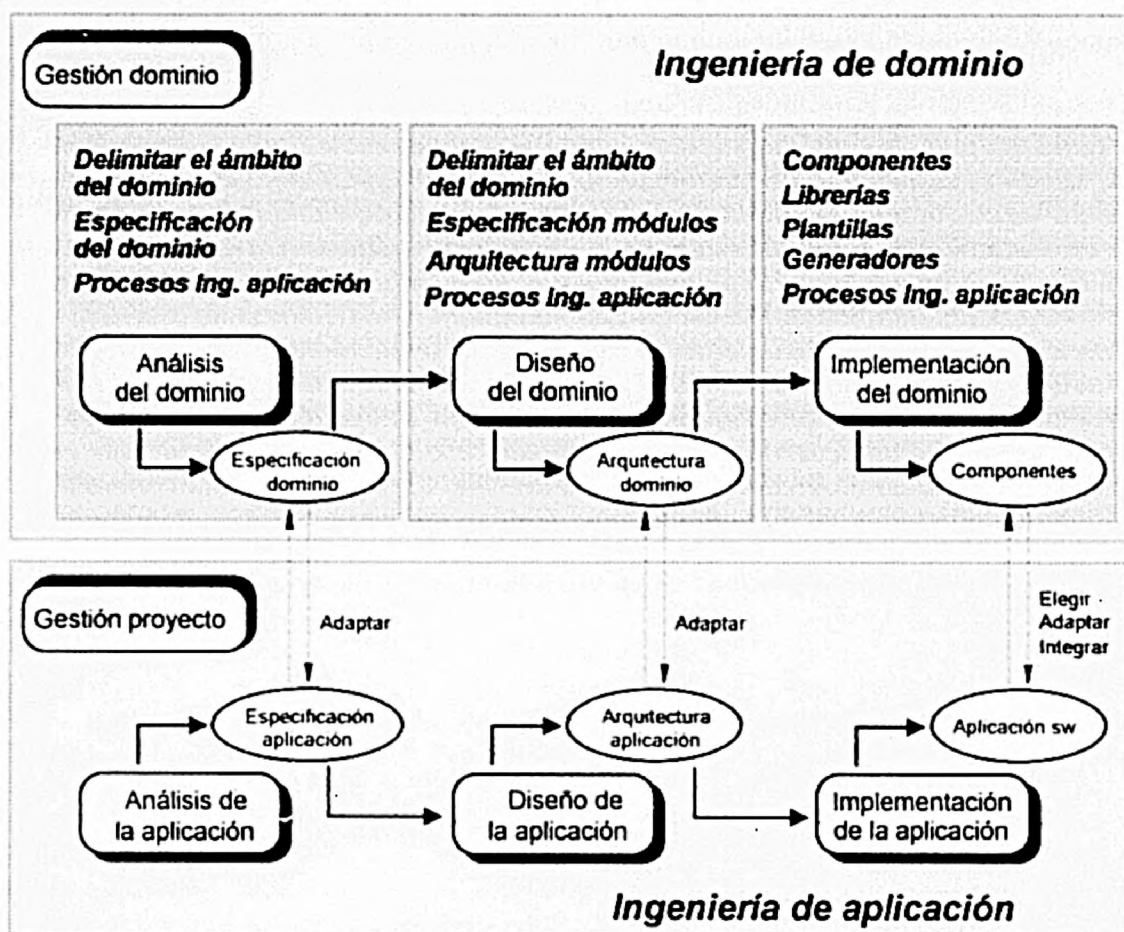 Gestión dominio
Ingeniería de dominio
Delimitar el ámbito
del dominio
Especificación
del dominio
Procesos Ing. aplicación
Delimitar el ámbito
del dominio
Especificación módulos
Arquitectura módulos
Procesos Ing. aplicación
Componentes
Librerías
Plantillas
Generadores
Procesos Ing. aplicación
Análisis
del dominio
Diseño
del dominio
Implementación
del dominio
Especificación
dominio
Arquitectura
dominio
Componentes
Gestión proyecto
Adaptar
Adaptar
Elegir
Adaptar
Integrar
Especificación
aplicación
Arquitectura
aplicación
Aplicación sw
Análisis de
la aplicación
Diseño de
la aplicación
Implementación
de la aplicación
Ingeniería de aplicación